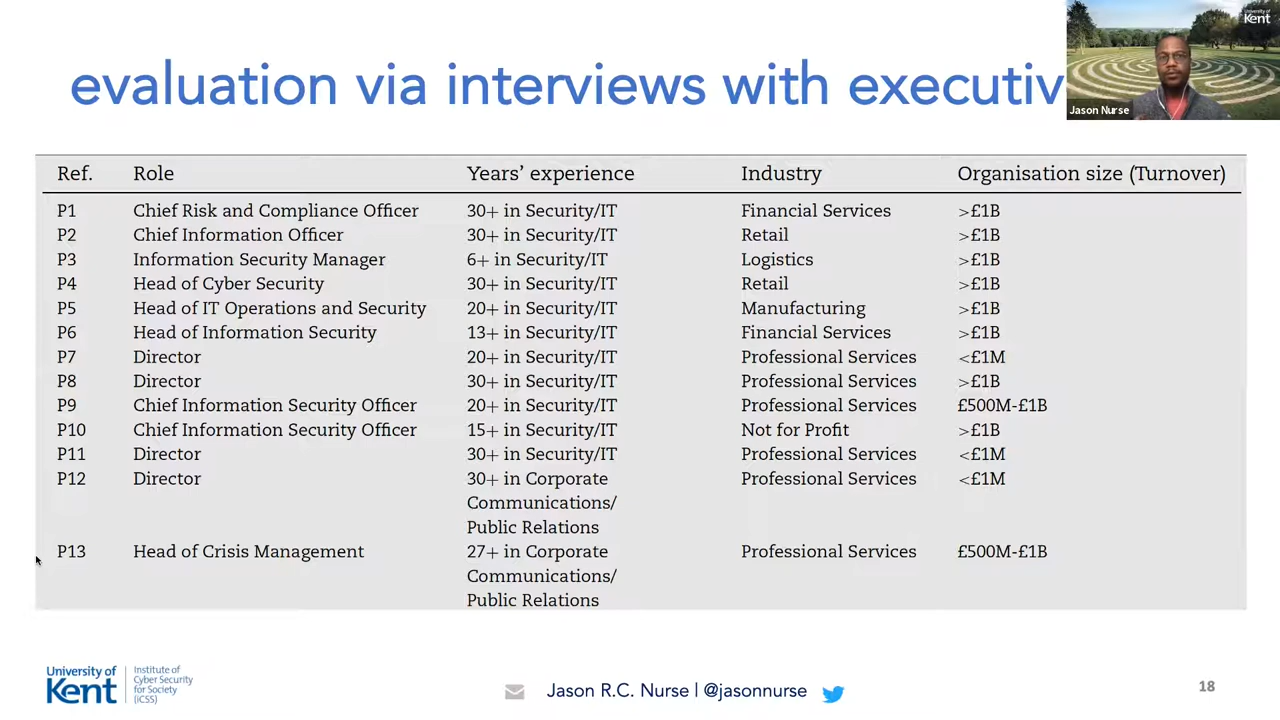 evaluation via interviews with executiv
University of Kent
Jason Nurse
Ref. Role Years' experience Industry Organisation size (Turnover)
P1 Chief Risk and Compliance Officer 30+ in Security/IT Financial Services >£1B
P2 Chief Information Officer 30+ in Security/IT Retail >£1B
P3 Information Security Manager 6+ in Security/IT Logistics >£1B
P4 Head of Cyber Security 30+ in Security/IT Retail >£1B
P5 Head of IT Operations and Security 20+ in Security/IT Manufacturing >£1B
P6 Head of Information Security 13+ in Security/IT Financial Services >£1B
P7 Director 20+ in Security/IT Professional Services <£1M
P8 Director 30+ in Security/IT Professional Services >£1B
P9 Chief Information Security Officer 20+ in Security/IT Professional Services £500M-£1B
P10 Chief Information Security Officer 15+ in Security/IT Not for Profit >£1B
P11 Director 30+ in Security/IT Professional Services <£1M
P12 Director 30+ in Corporate Professional Services <£1M
Communications/
Public Relations
P13 Head of Crisis Management 27+ in Corporate Professional Services £500M-£1B
Communications/
Public Relations
University of
Kent
Institute of
Cyber Security
for Society
(iCSS)
Jason R.C. Nurse | @jasonnurse
18